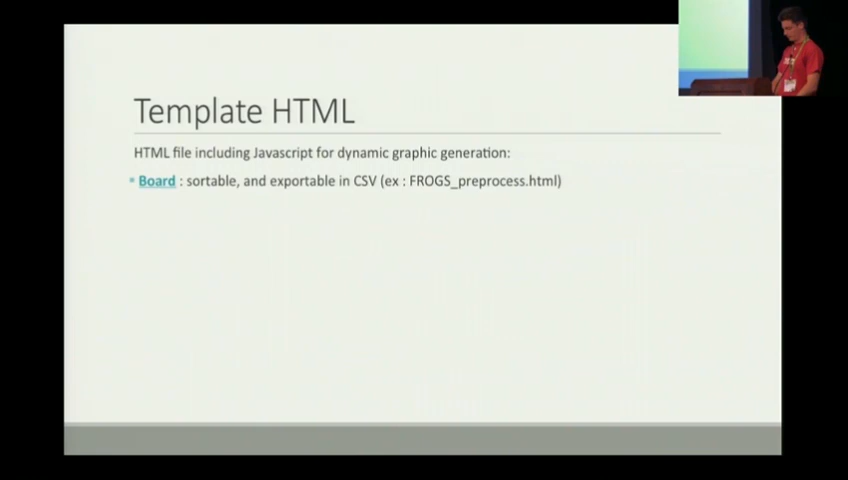 Template HTML
HTML file including Javascript for dynamic graphic generation:
Board : sortable, and exportable in CSV (ex : FROGS_preprocess.html)